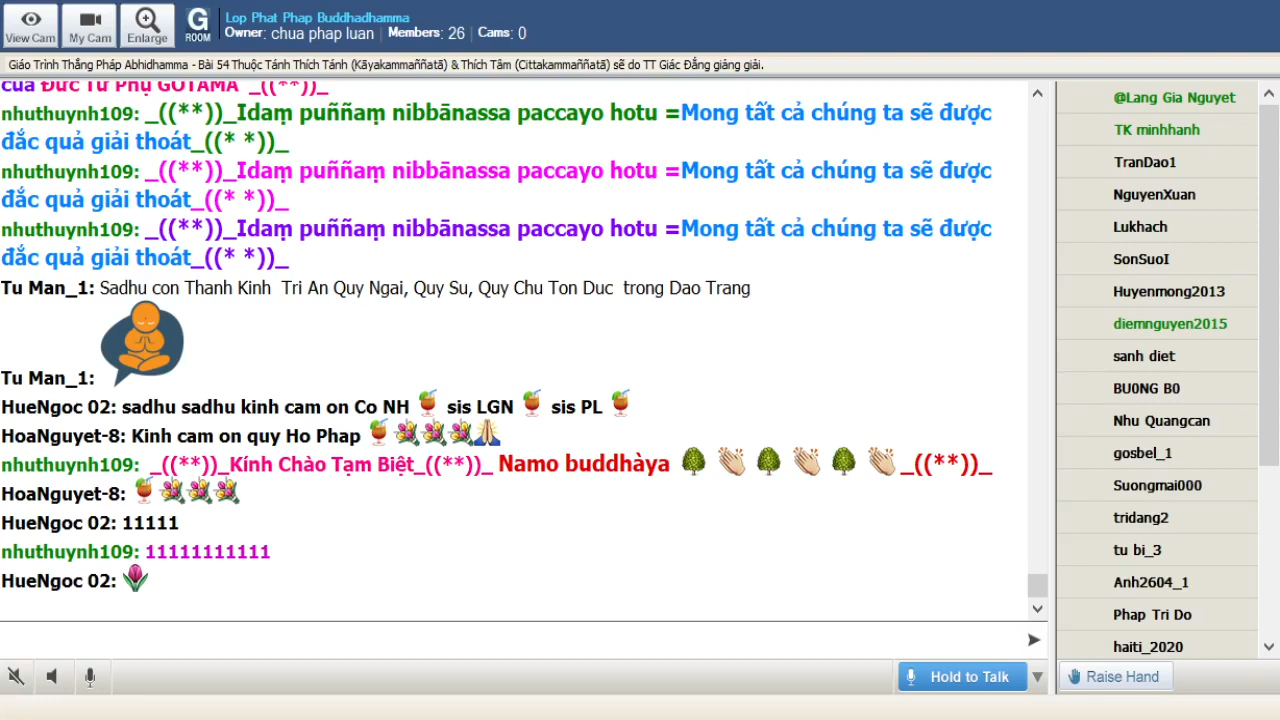 View Cam
My Cam
Enlarge
G
ROOM
Lop Phat Phap Buddhadhamma
Owner: chua phap luan Members: 26 Cams: 0
Giáo Trình Thắng Pháp Abhidhamma - Bài 54 Thuộc Tánh Thích Tánh (Kāyakammaññatā) & Thích Tâm (Cittakammaññatā) sẽ do TT Giác Đẳng giảng giải.
của Đức Từ Phụ GOTAMA _((**))_
nhuthuynh109: _((**))_Idaṃ puññaṃ nibbānassa paccayo hotu =Mong tất cả chúng ta sẽ được
đắc quả giải thoát_((* *))_
nhuthuynh109: _((**))_Idaṃ puññaṃ nibbānassa paccayo hotu =Mong tất cả chúng ta sẽ được
đắc quả giải thoát_((* *))_
nhuthuynh109: _((**))_Idaṃ puññaṃ nibbānassa paccayo hotu =Mong tất cả chúng ta sẽ được
đắc quả giải thoát_((* *))_
Tu Man_1: Sadhu con Thanh Kinh Tri An Quy Ngai, Quy Su, Quy Chu Ton Duc trong Dao Trang
Tu Man_1:
HueNgoc 02: sadhu sadhu kinh cam on Co NH sis LGN sis PL
HoaNguyet-8: Kinh cam on quy Ho Phap
nhuthuynh109: _((**))_Kính Chào Tạm Biệt_((**))_ Namo buddhàya _((**))_
HoaNguyet-8:
HueNgoc 02: 11111
nhuthuynh109: 11111111111
HueNgoc 02:
Hold to Talk
@Lang Gia Nguyet
TK minhhanh
TranDao1
NguyenXuan
Lukhach
SonSuoI
Huyenmong2013
diemnguyen2015
sanh diet
BU0NG B0
Nhu Quangcan
gosbel_1
Suongmai000
tridang2
tu bi_3
Anh2604_1
Phap Tri Do
haiti_2020
Raise Hand